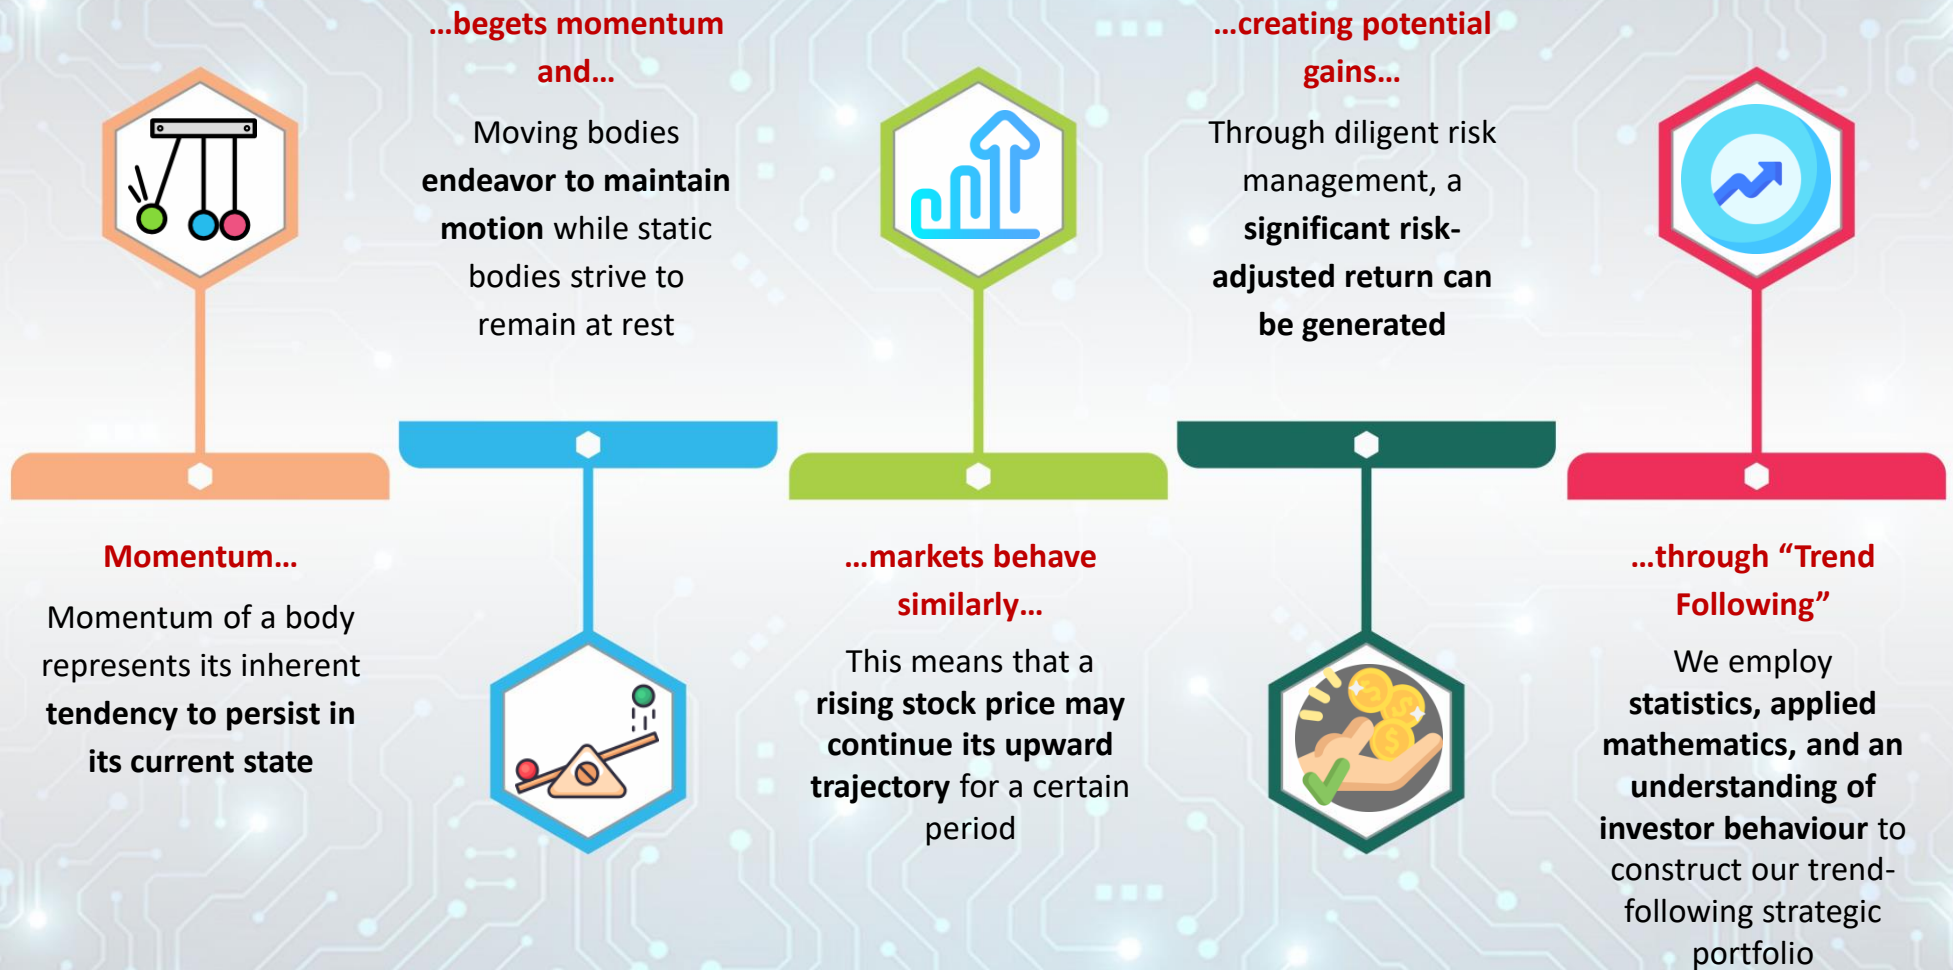 Momentum...
Momentum of a body
represents its inherent
tendency to persist in
its current state
...begets momentum
and...
Moving bodies
endeavor to maintain
motion while static
bodies strive to
remain at rest
...markets behave
similarly...
This means that a
rising stock price may
continue its upward
trajectory for a certain
period
...creating potential
gains...
Through diligent risk
management, a
significant risk-
adjusted return can
be generated
...through “Trend
Following”
We employ
statistics, applied
mathematics, and an
understanding of
investor behaviour to
construct our trend-
following strategic
portfolio